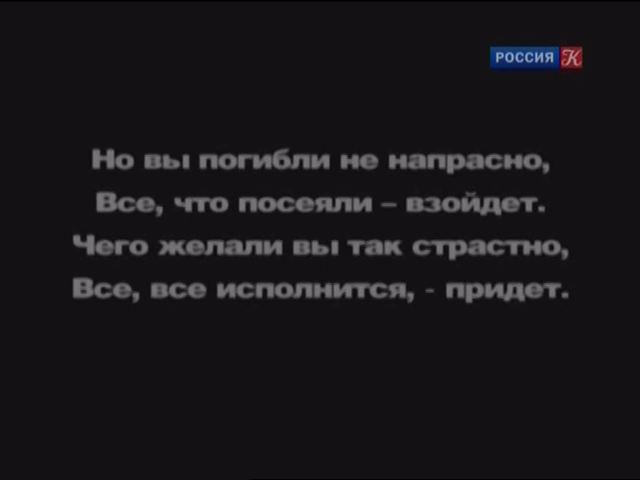 РОССИЯ К
Но вы погибли не напрасно,
Все, что посеяли – взойдет.
Чего желали вы так страстно,
Все, все исполнится, - придет.